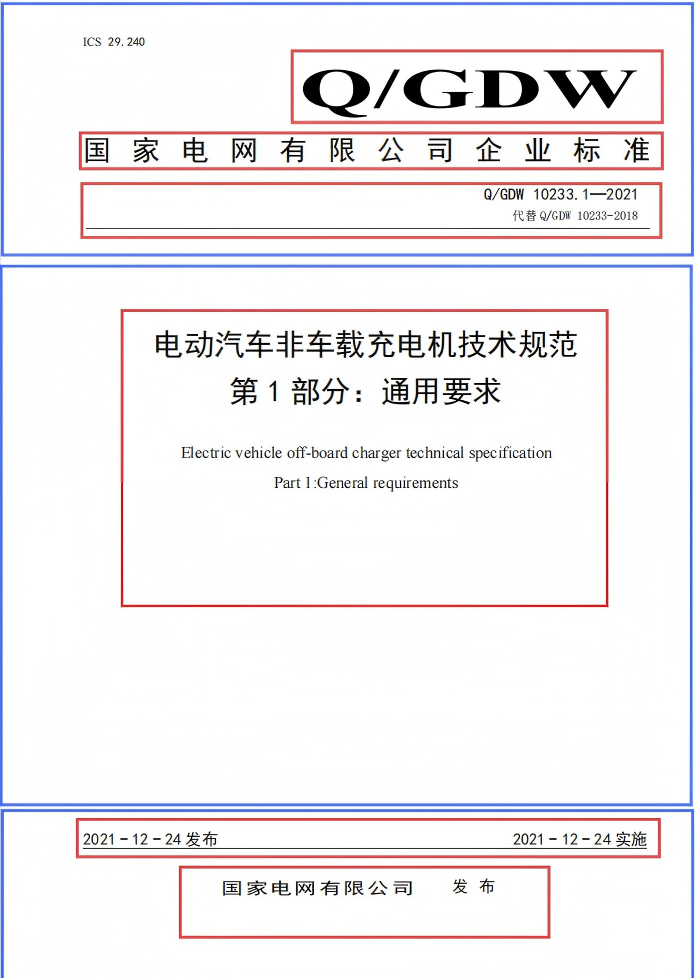 ICS 29.240
Q/GDW
国家电网有限公司企业标准
Q/GDW 10233.1—2021
代替 Q/GDW 10233-2018
电动汽车非车载充电机技术规范
第 1 部分：通用要求
Electric vehicle off-board charger technical specification
Part 1:General requirements
2021-12-24 发布 2021-12-24 实施
国家电网有限公司 发 布